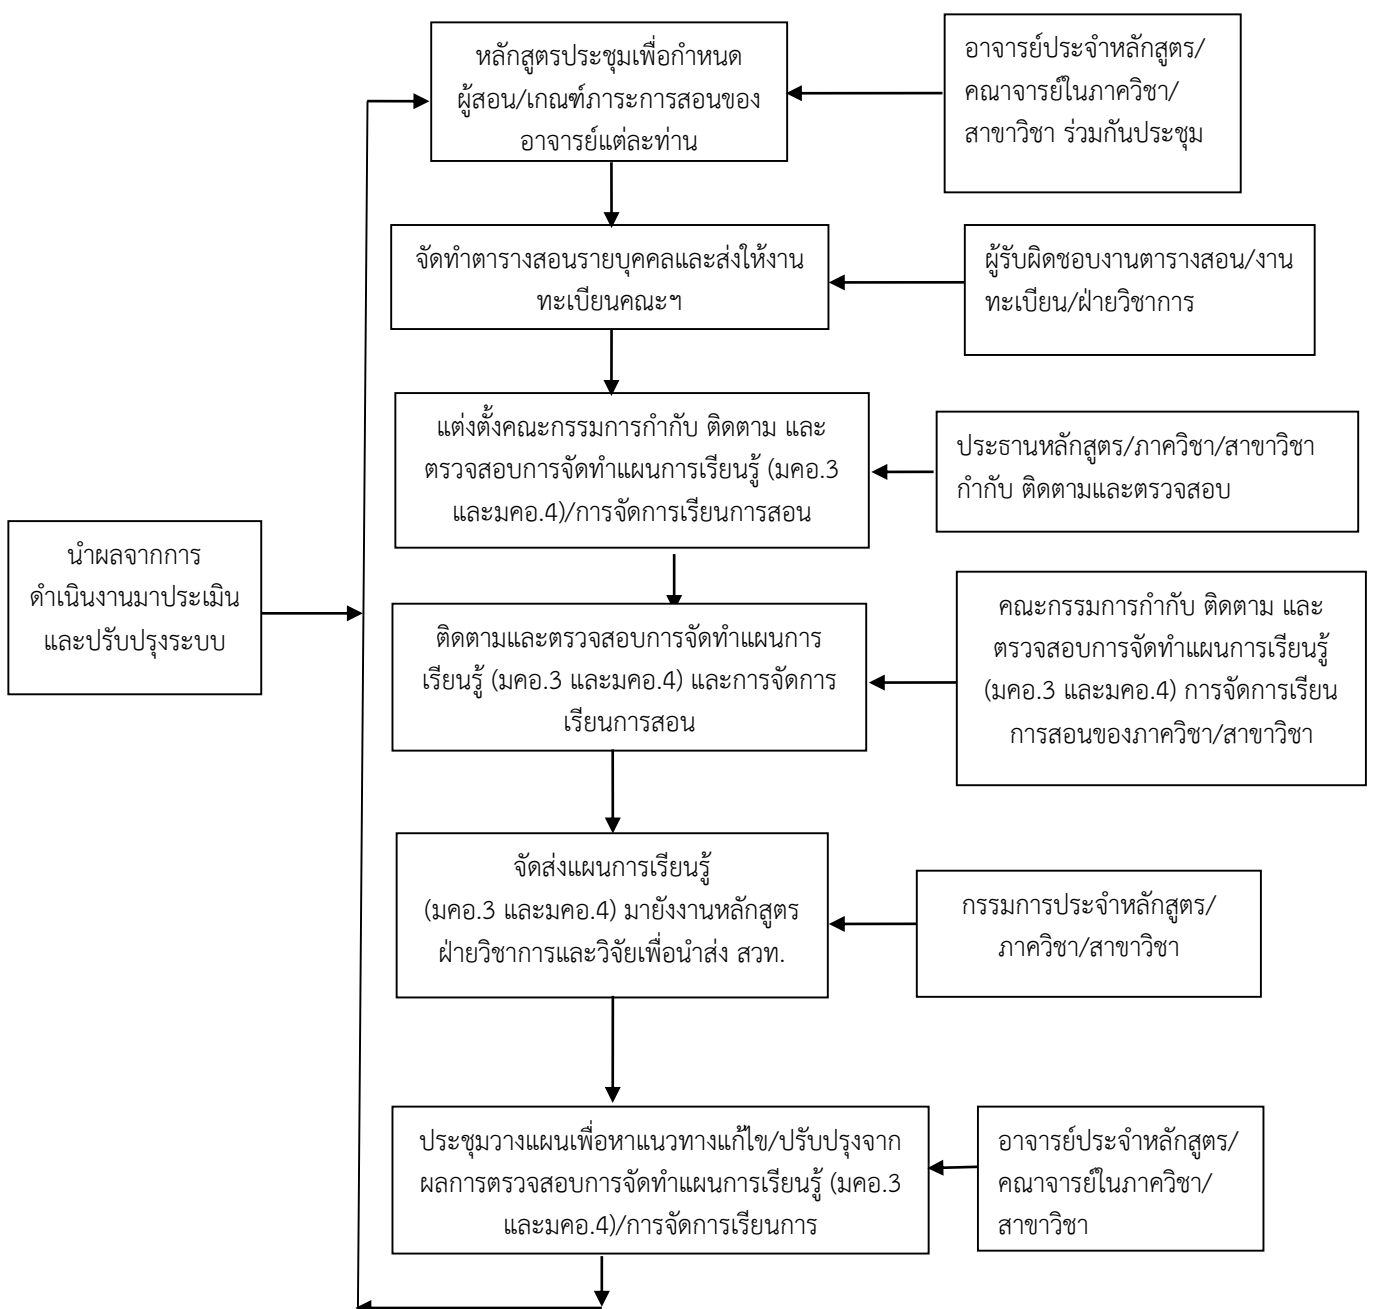 หลักสูตรประชุมเพื่อกำหนด
ผู้สอน/เกณฑ์ภาระการสอนของ
อาจารย์แต่ละท่าน
อาจารย์ประจำหลักสูตร/
คณาจารย์ในภาควิชา/
สาขาวิชา ร่วมกันประชุม
จัดทำตารางสอนรายบุคคลและส่งให้งาน
ทะเบียนคณะฯ
ผู้รับผิดชอบงานตารางสอน/งาน
ทะเบียน/ฝ่ายวิชาการ
แต่งตั้งคณะกรรมการกำกับ ติดตาม และ
ตรวจสอบการจัดทำแผนการเรียนรู้ (มคอ.3
และมคอ.4)/การจัดการเรียนการสอน
ประธานหลักสูตร/ภาควิชา/สาขาวิชา
กำกับ ติดตามและตรวจสอบ
นำผลจากการ
ดำเนินงานมาประเมิน
และปรับปรุงระบบ
ติดตามและตรวจสอบการจัดทำแผนการ
เรียนรู้ (มคอ.3 และมคอ.4) และการจัดการ
เรียนการสอน
คณะกรรมการกำกับ ติดตาม และ
ตรวจสอบการจัดทำแผนการเรียนรู้
(มคอ.3 และมคอ.4) การจัดการเรียน
การสอนของภาควิชา/สาขาวิชา
จัดส่งแผนการเรียนรู้
(มคอ.3 และมคอ.4) มายังงานหลักสูตร
ฝ่ายวิชาการและวิจัยเพื่อนำส่ง สวท.
กรรมการประจำหลักสูตร/
ภาควิชา/สาขาวิชา
ประชุมวางแผนเพื่อหาแนวทางแก้ไข/ปรับปรุงจาก
ผลการตรวจสอบการจัดทำแผนการเรียนรู้ (มคอ.3
และมคอ.4)/การจัดการเรียนการ
อาจารย์ประจำหลักสูตร/
คณาจารย์ในภาควิชา/
สาขาวิชา